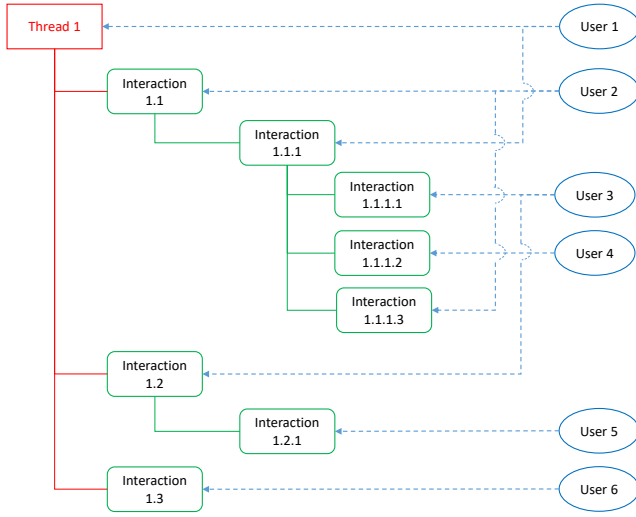 Thread 1
User 1
Interaction
1.1
User 2
Interaction
1.1.1
Interaction
1.1.1.1
User 3
Interaction
1.1.1.2
User 4
Interaction
1.1.1.3
Interaction
1.2
Interaction
1.2.1
User 5
Interaction
1.3
User 6